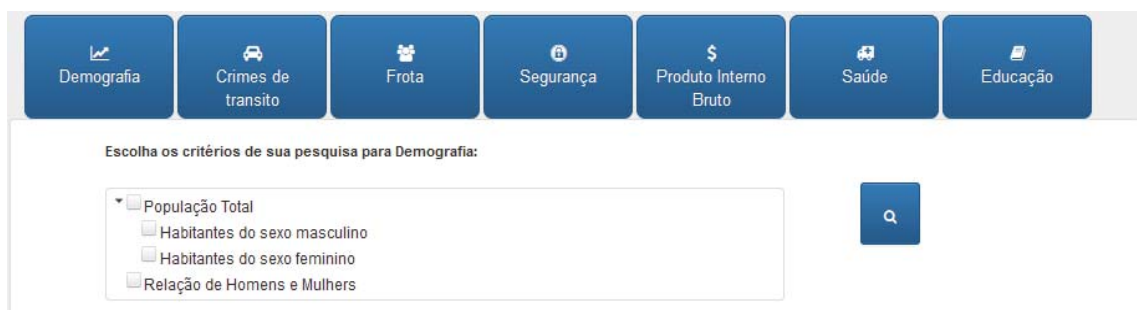 Demografia
Crimes de
transito
Frota
Segurança
Produto Interno
Bruto
Saúde
Educação
Escolha os critérios de sua pesquisa para Demografia:
População Total
Habitantes do sexo masculino
Habitantes do sexo feminino
Relação de Homens e Mulhers